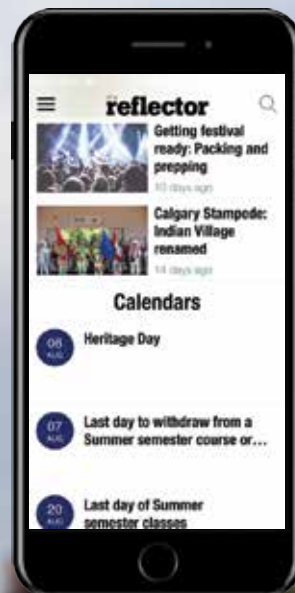 the
reflector
Getting festival
ready: Packing and
prepping
10 days ago
Calgary Stampede:
Indian Village
renamed
14 days ago
Calendars
06
AUG
Heritage Day
07
AUG
Last day to withdraw from a
Summer semester course or...
20
AUG
Last day of Summer
semester classes